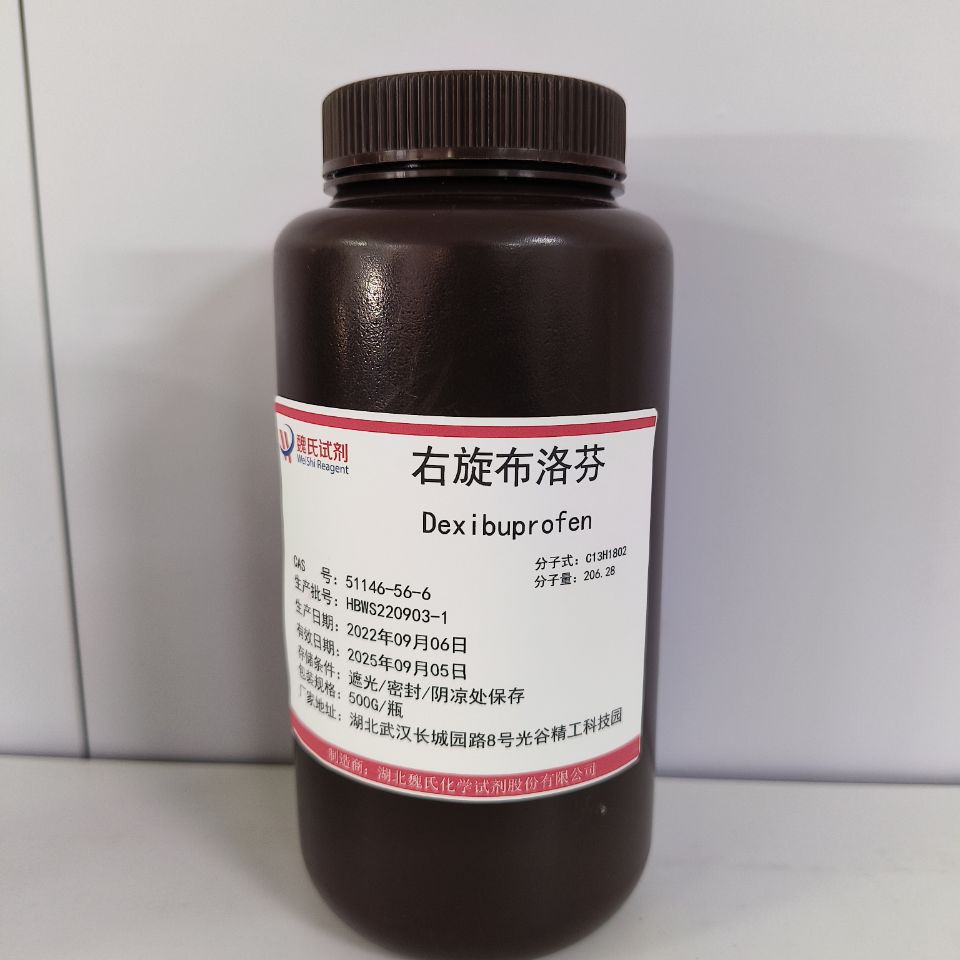 魏氏试剂
WeiShi Reagent
右旋布洛芬
Dexibuprofen
分子式：C13H18O2
分子量：206.28
CAS 号：51146-56-6
生产批号：HBWS220903-1
生产日期：2022年09月06日
有效日期：2025年09月05日
存储条件：遮光/密封/阴凉处保存
包装规格：500G/瓶
厂家地址：湖北武汉长城园路8号光谷精工科技园
制造商：湖北魏氏化学试剂股份有限公司